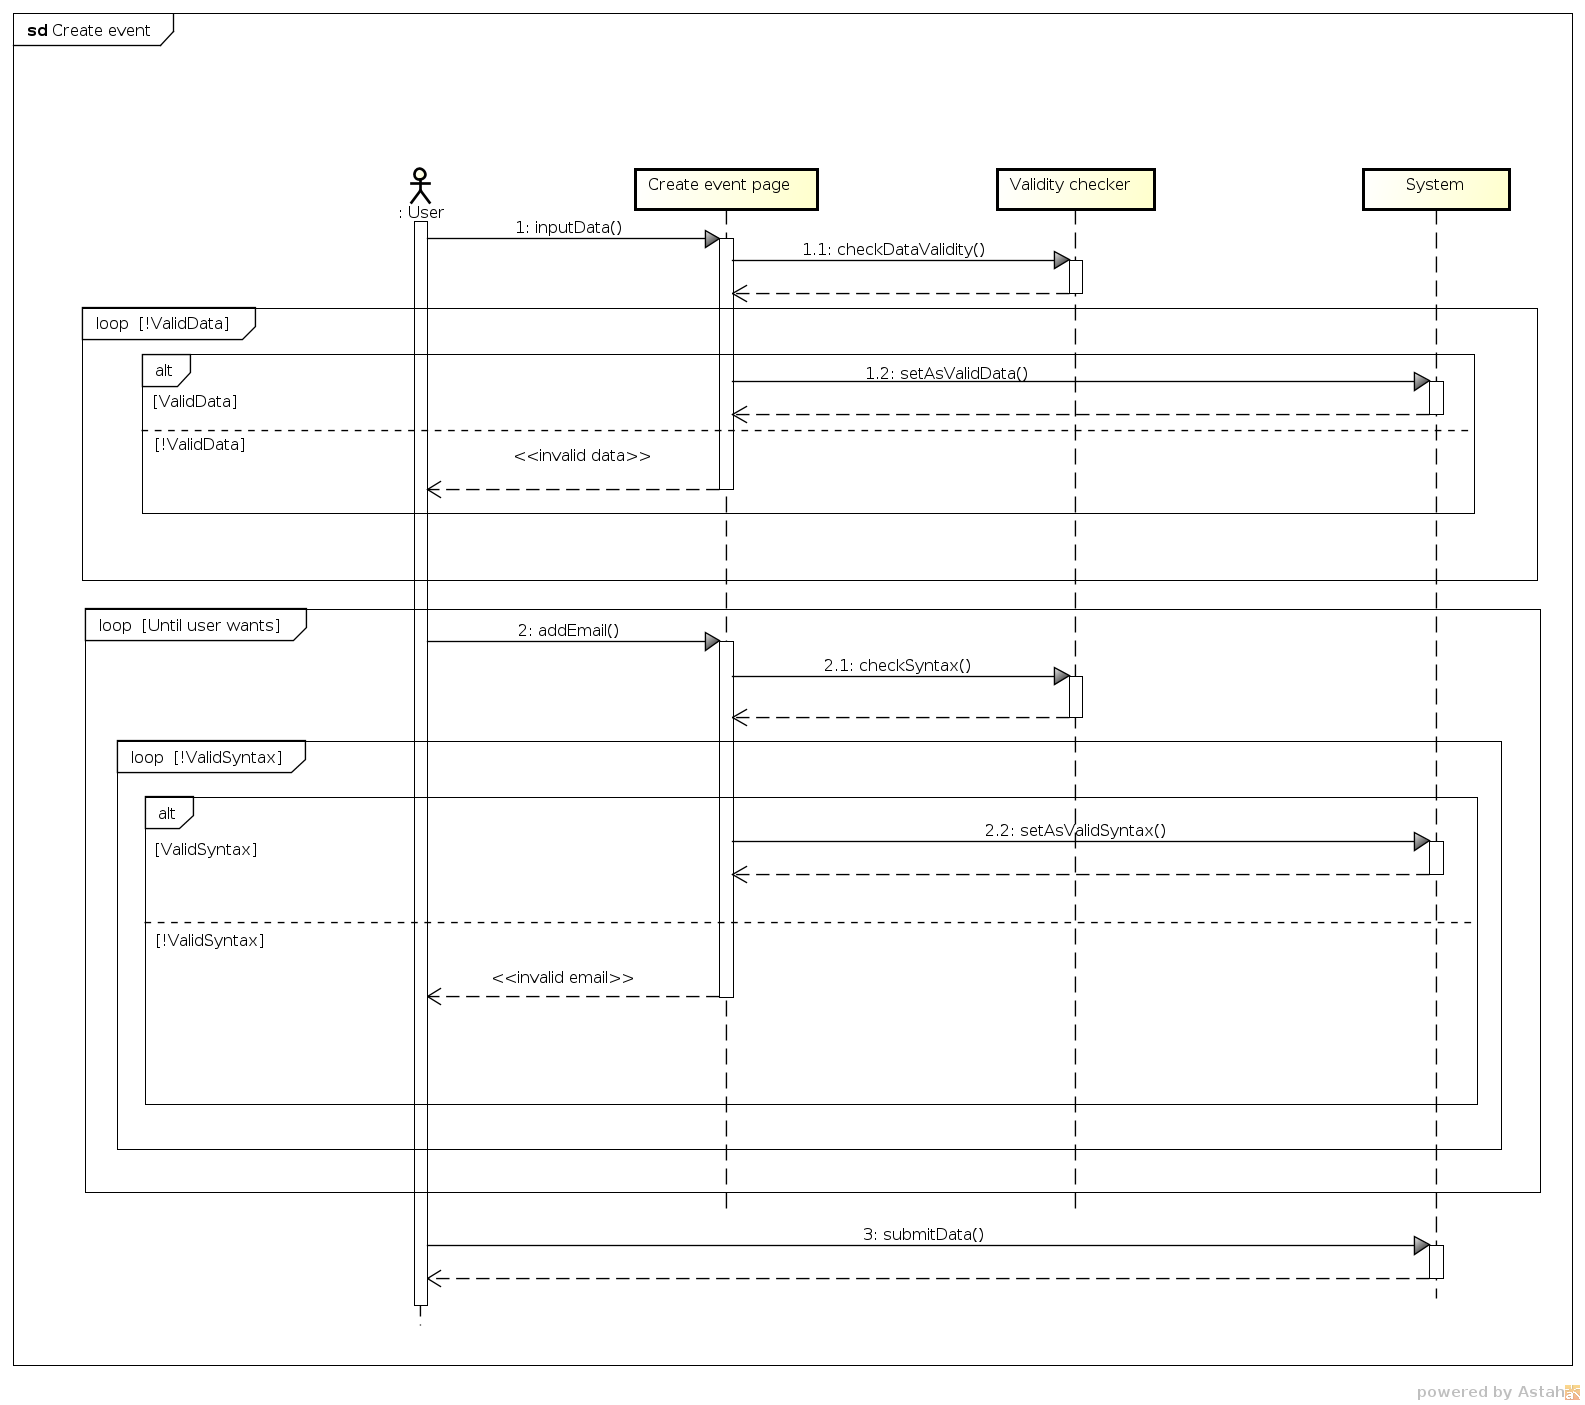 sd Create event
: User
Create event page
Validity checker
System
1: inputData()
1.1: checkDataValidity()
loop [!ValidData]
alt
1.2: setAsValidData()
[ValidData]
[!ValidData]
<<invalid data>>
loop [Until user wants]
2: addEmail()
2.1: checkSyntax()
loop [!ValidSyntax]
alt
2.2: setAsValidSyntax()
[ValidSyntax]
[!ValidSyntax]
<<invalid email>>
3: submitData()
powered by Astah